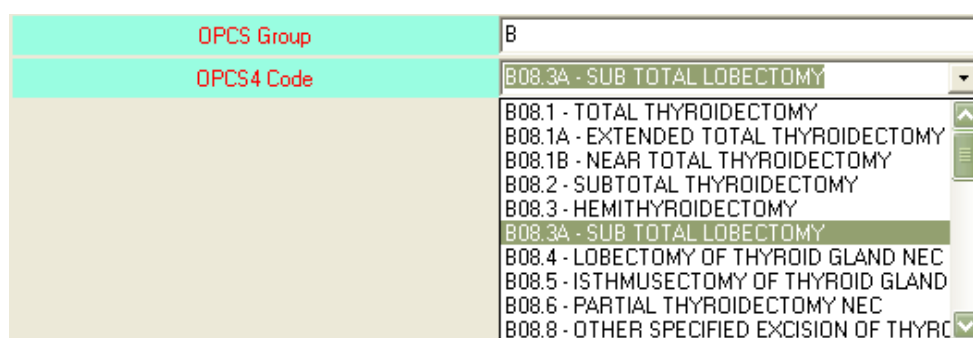 OPCS Group B
OPCS4 Code B08.3A - SUB TOTAL LOBECTOMY
B08.1 - TOTAL THYROIDECTOMY
B08.1A - EXTENDED TOTAL THYROIDECTOMY
B08.1B - NEAR TOTAL THYROIDECTOMY
B08.2 - SUBTOTAL THYROIDECTOMY
B08.3 - HEMITHYROIDECTOMY
B08.3A - SUB TOTAL LOBECTOMY
B08.4 - LOBECTOMY OF THYROID GLAND NEC
B08.5 - ISTHMUSECTOMY OF THYROID GLAND
B08.6 - PARTIAL THYROIDECTOMY NEC
B08.8 - OTHER SPECIFIED EXCISION OF